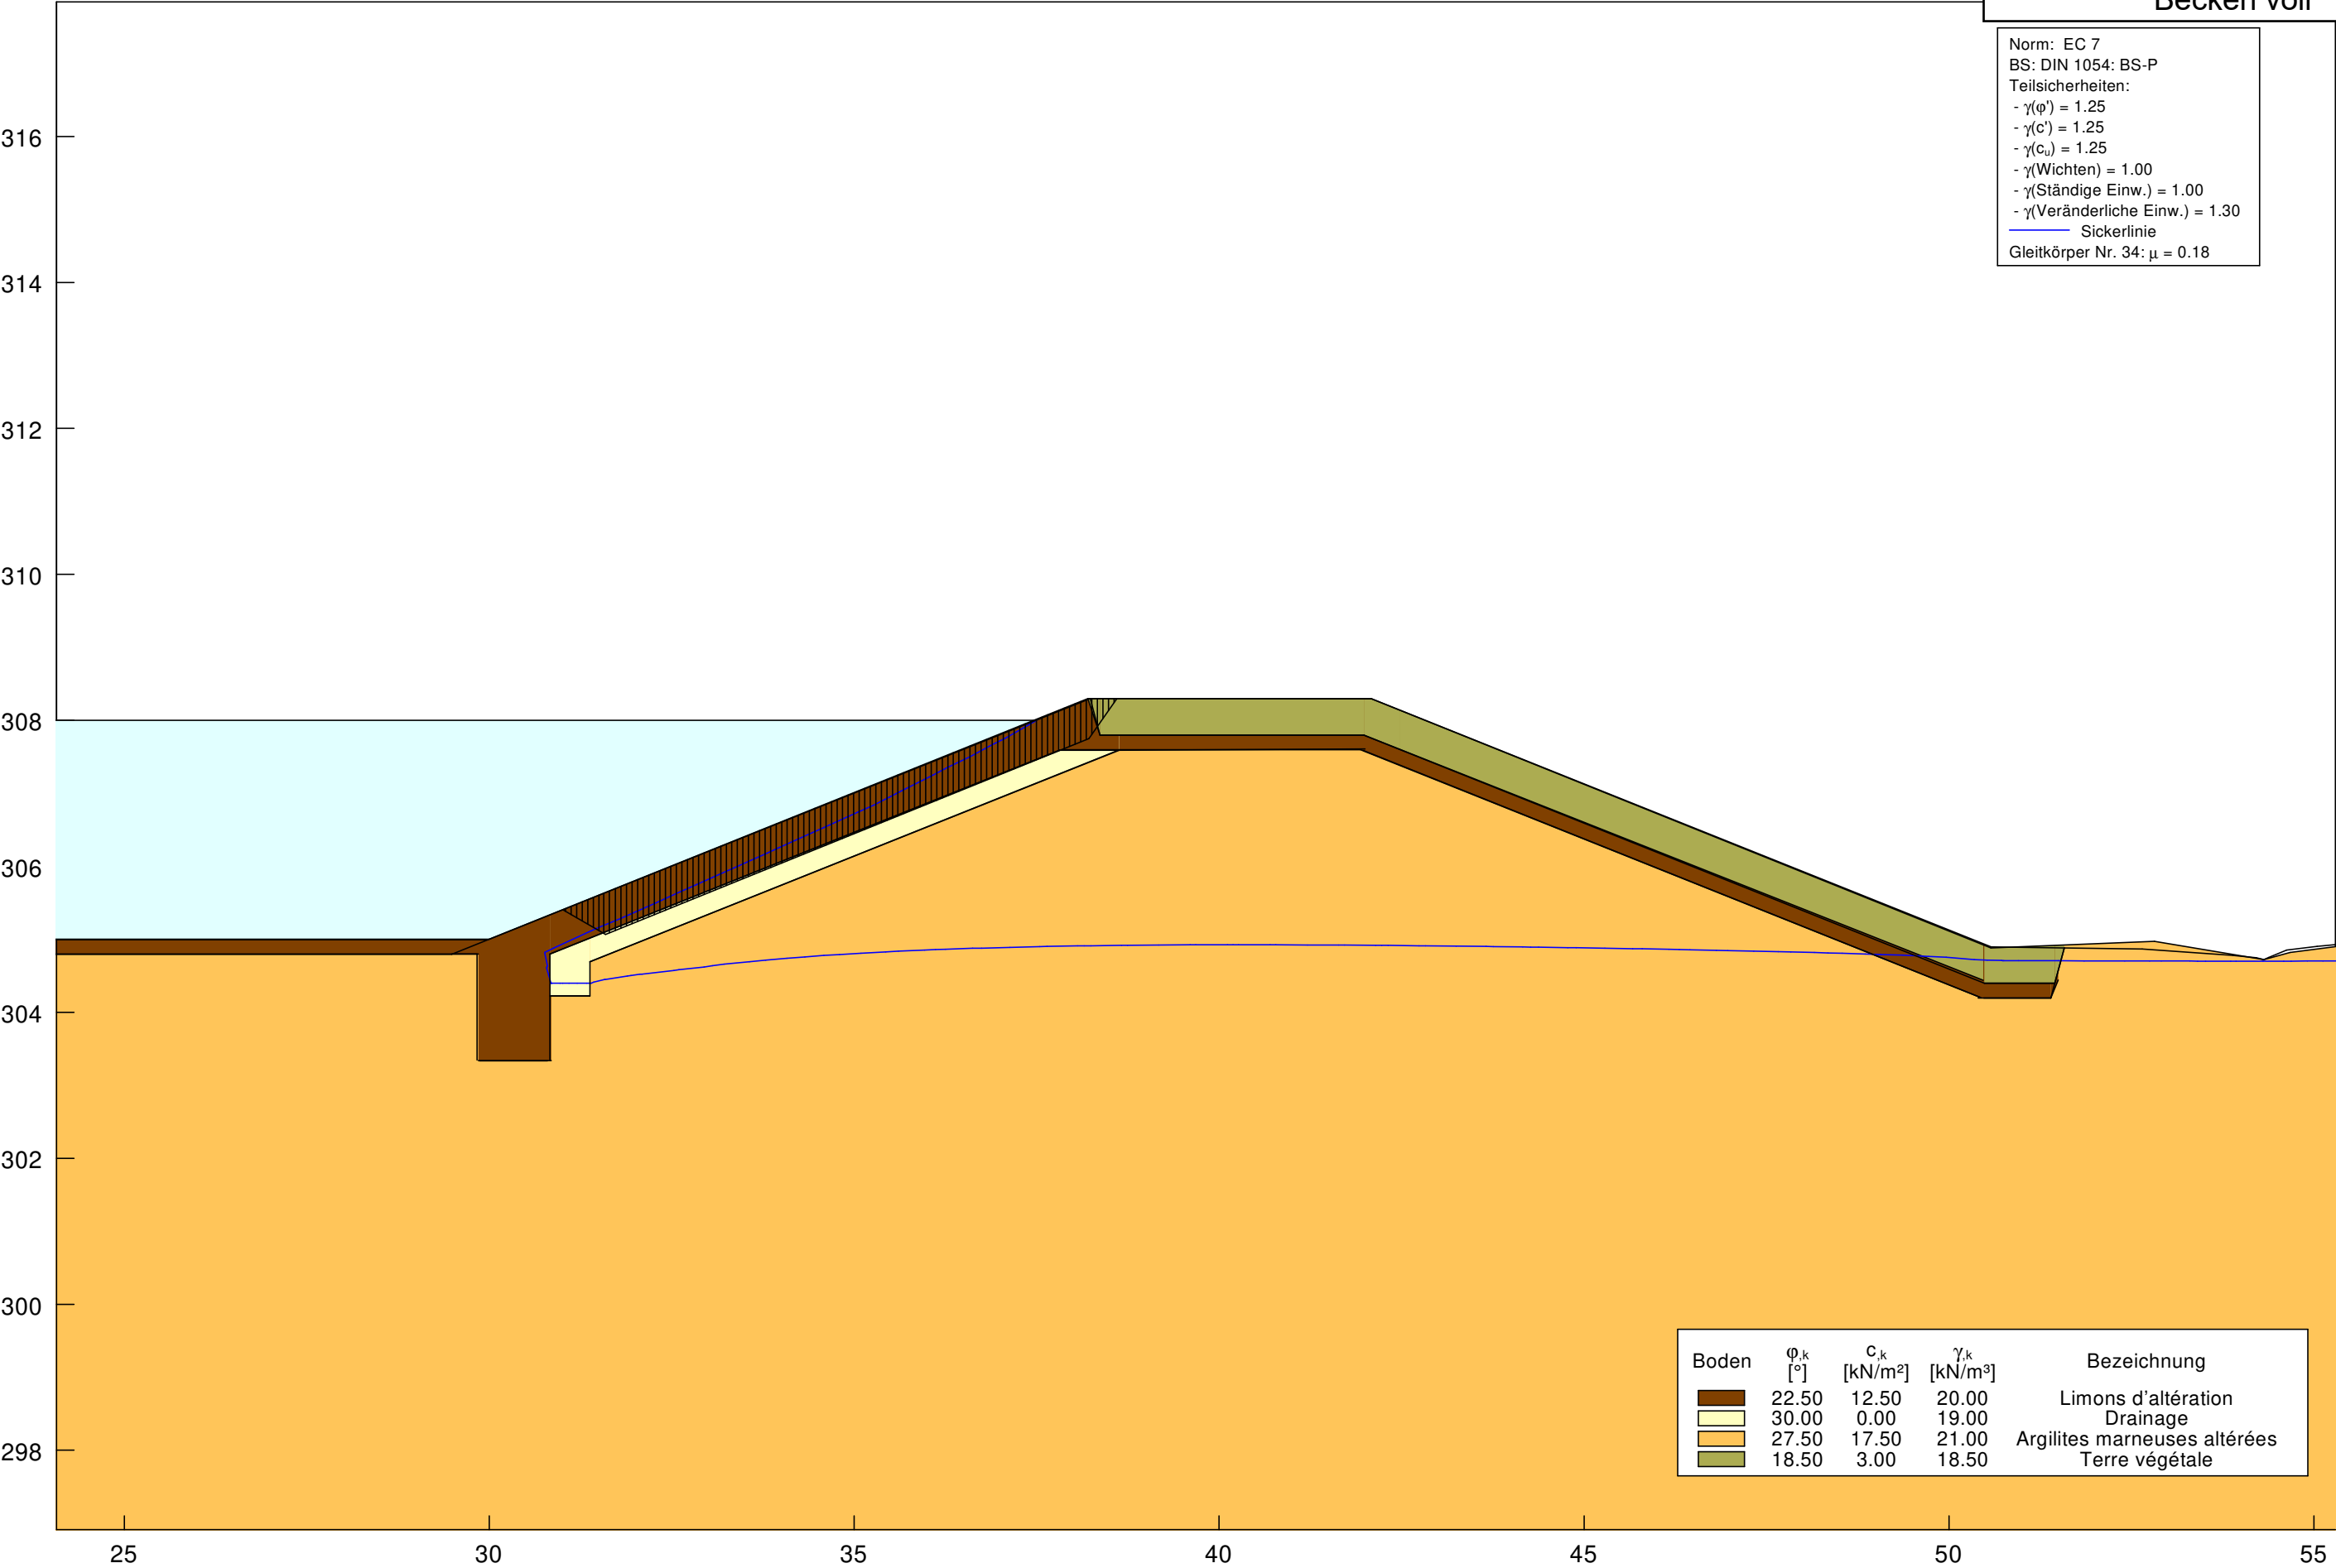 Becken voll
Norm: EC 7
BS: DIN 1054: BS-P
Teilsicherheiten:
- γ(φ') = 1.25
- γ(c') = 1.25
- γ(cu) = 1.25
- γ(Wichten) = 1.00
- γ(Ständige Einw.) = 1.00
- γ(Veränderliche Einw.) = 1.30
Sickerlinie
Gleitkörper Nr. 34: μ = 0.18
316
314
312
310
308
306
304
302
300
298
Boden φ,k [°] c,k [kN/m²] γ,k [kN/m³] Bezeichnung
22.50 12.50 20.00 Limons d'altération
30.00 0.00 19.00 Drainage
27.50 17.50 21.00 Argilites marneuses altérées
18.50 3.00 18.50 Terre végétale
25 30 35 40 45 50 55